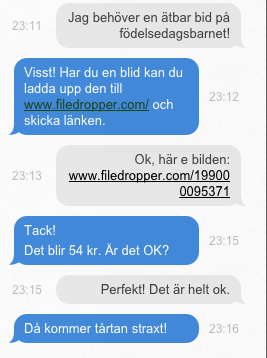 23:11
Jag behöver en ätbar bid på
födelsedagsbarnet!
Visst! Har du en blid kan du
ladda upp den till
www.filedropper.com/ och
skicka länken.
23:12
Ok, här e bilden:
23:13
www.filedropper.com/19900
0095371
Tack!
Det blir 54 kr. Är det OK?
23:15
23:15
Perfekt! Det är helt ok.
Då kommer tårtan straxt!
23:16